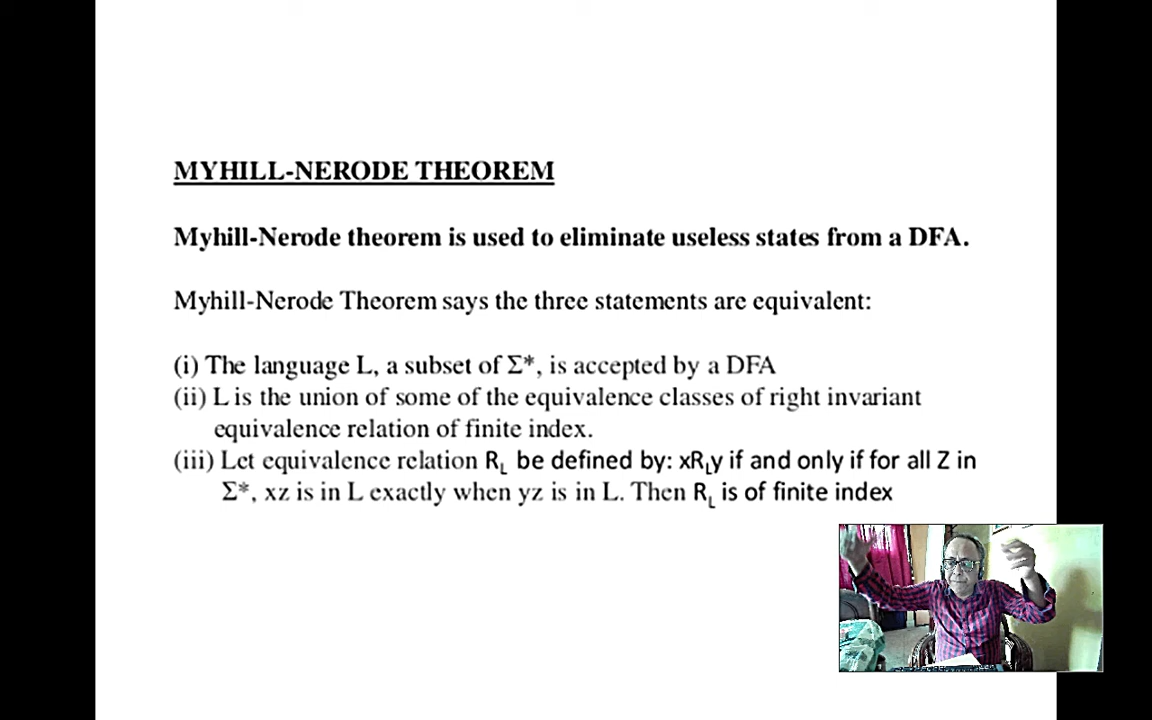 MYHILL-NERODE THEOREM
Myhill-Nerode theorem is used to eliminate useless states from a DFA.
Myhill-Nerode Theorem says the three statements are equivalent:
(i) The language L, a subset of Σ*, is accepted by a DFA
(ii) L is the union of some of the equivalence classes of right invariant
equivalence relation of finite index.
(iii) Let equivalence relation R_L be defined by: xR_Ly if and only if for all Z in
Σ*, xz is in L exactly when yz is in L. Then R_L is of finite index